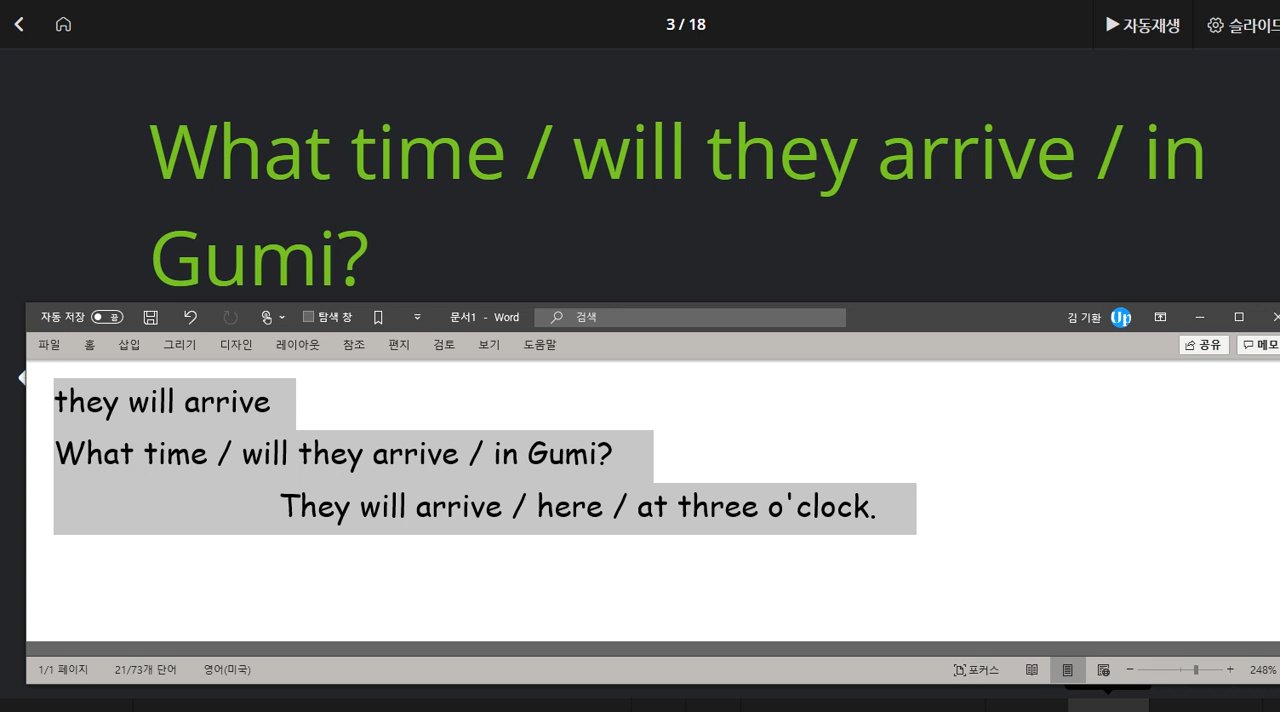 3 / 18
자동재생
슬라이드
What time / will they arrive / in
Gumi?
자동 저장
끔
탐색 창
문서1 - Word
검색
김 기환
Up
파일 홈 삽입 그리기 디자인 레이아웃 참조 편지 검토 보기 도움말
공유
메모
they will arrive
What time / will they arrive / in Gumi?
They will arrive / here / at three o'clock.
1/1 페이지 21/73개 단어 영어(미국)
포커스
248%